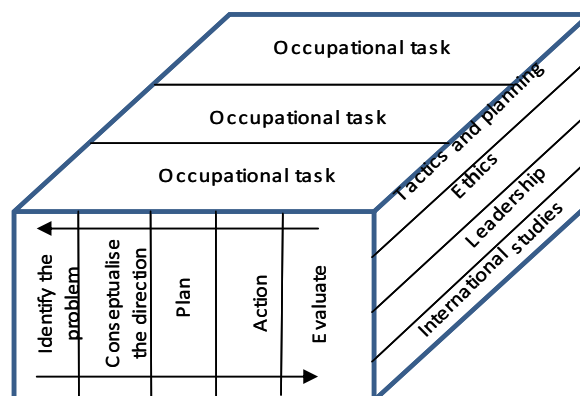 Occupational task
Occupational task
Occupational task
Tactics and planning
Ethics
Leadership
International studies
Identify the
problem
Conseptualise
the direction
Plan
Action
Evaluate